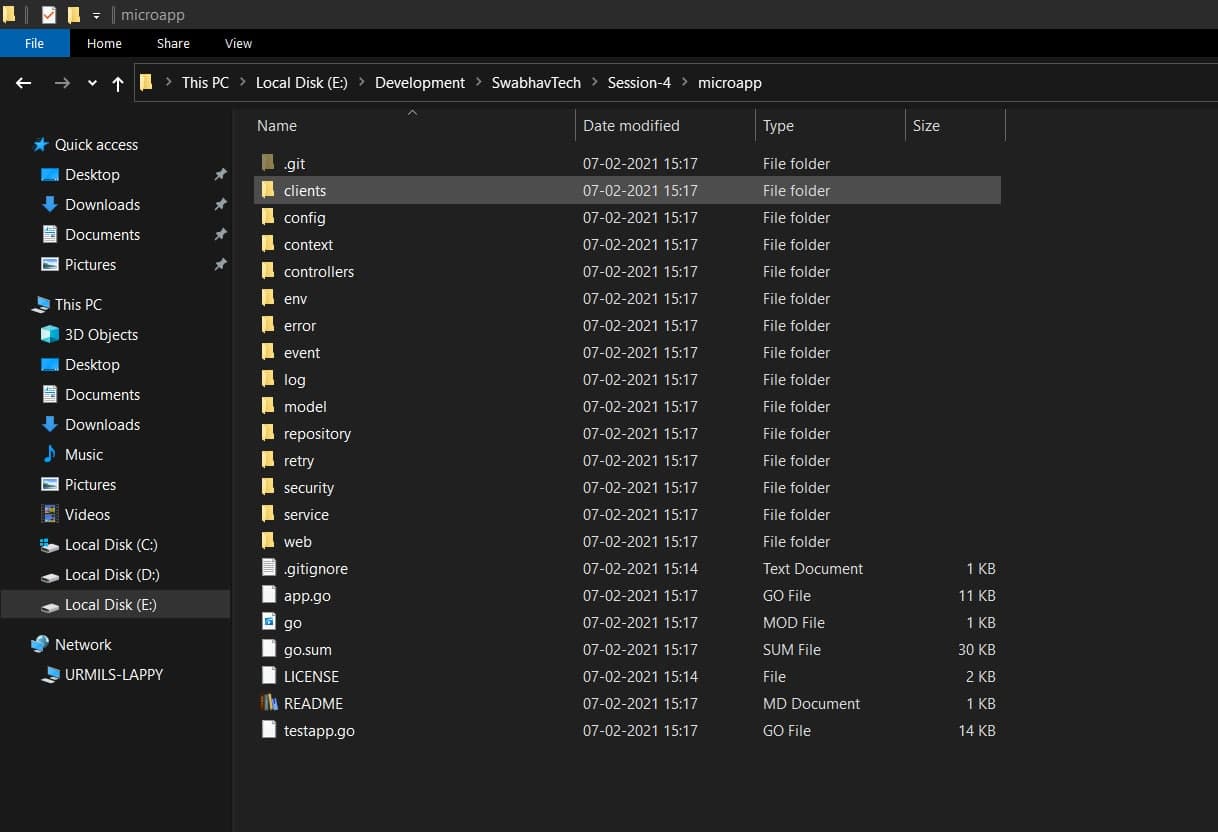 microapp
File Home Share View
This PC Local Disk (E:) Development SwabhavTech Session-4 microapp
Name Date modified Type Size
Quick access
Desktop
Downloads
Documents
Pictures
This PC
3D Objects
Desktop
Documents
Downloads
Music
Pictures
Videos
Local Disk (C:)
Local Disk (D:)
Local Disk (E:)
Network
URMILS-LAPPY
.git 07-02-2021 15:17 File folder
clients 07-02-2021 15:17 File folder
config 07-02-2021 15:17 File folder
context 07-02-2021 15:17 File folder
controllers 07-02-2021 15:17 File folder
env 07-02-2021 15:17 File folder
error 07-02-2021 15:17 File folder
event 07-02-2021 15:17 File folder
log 07-02-2021 15:17 File folder
model 07-02-2021 15:17 File folder
repository 07-02-2021 15:17 File folder
retry 07-02-2021 15:17 File folder
security 07-02-2021 15:17 File folder
service 07-02-2021 15:17 File folder
web 07-02-2021 15:17 File folder
.gitignore 07-02-2021 15:14 Text Document 1 KB
app.go 07-02-2021 15:17 GO File 11 KB
go 07-02-2021 15:17 MOD File 1 KB
go.sum 07-02-2021 15:17 SUM File 30 KB
LICENSE 07-02-2021 15:14 File 2 KB
README 07-02-2021 15:17 MD Document 1 KB
testapp.go 07-02-2021 15:17 GO File 14 KB